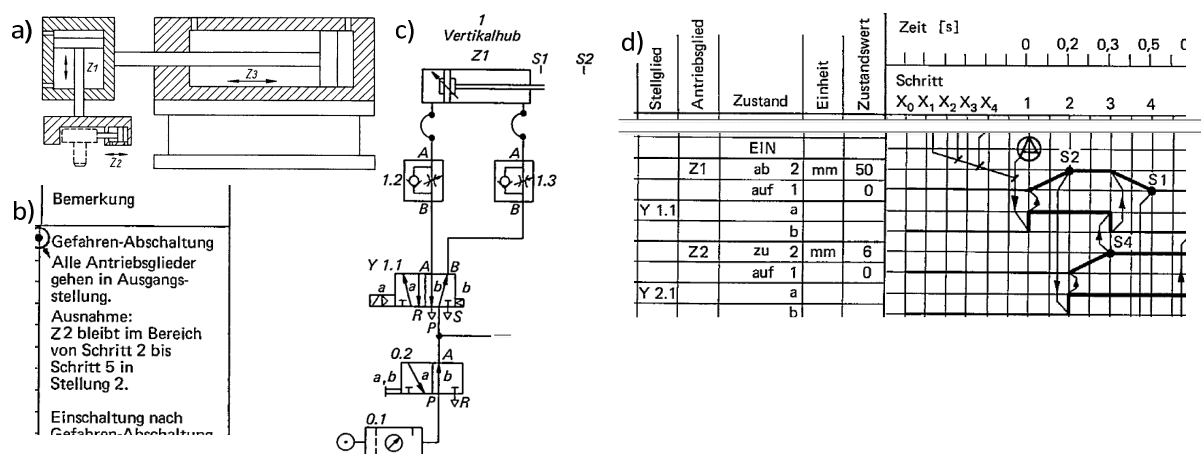 a)
Z1
Z3
Z2
b)
Bemerkung
Gefahren-Abschaltung
Alle Antriebsglieder
gehen in Ausgangs-
stellung.
Ausnahme:
Z2 bleibt im Bereich
von Schritt 2 bis
Schritt 5 in
Stellung 2.
Einschaltung nach
Gefahren-Abschaltung
c)
1
Vertikalhub
Z1 S1 S2
A A
1.2 1.3
B B
Y 1.1 A B
a a b b
R P S
0.2 A
a,b a b
P R
0.1
d)
Zeit [s]
0 0,2 0,3 0,5
Stellglied Antriebsglied Zustand Einheit Zustandswert
Schritt
X0 X1 X2 X3 X4 1 2 3 4
EIN
Z1 ab 2 mm 50 S2
auf 1 0 S1
Y 1.1 a
b
Z2 zu 2 mm 6 S4
auf 1 0
Y 2.1 a
b